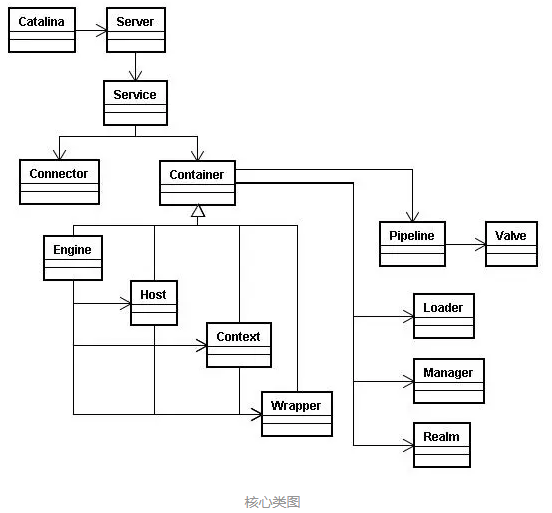 Catalina
Server
Service
Connector
Container
Engine
Pipeline
Valve
Host
Loader
Context
Manager
Wrapper
Realm
核心类图